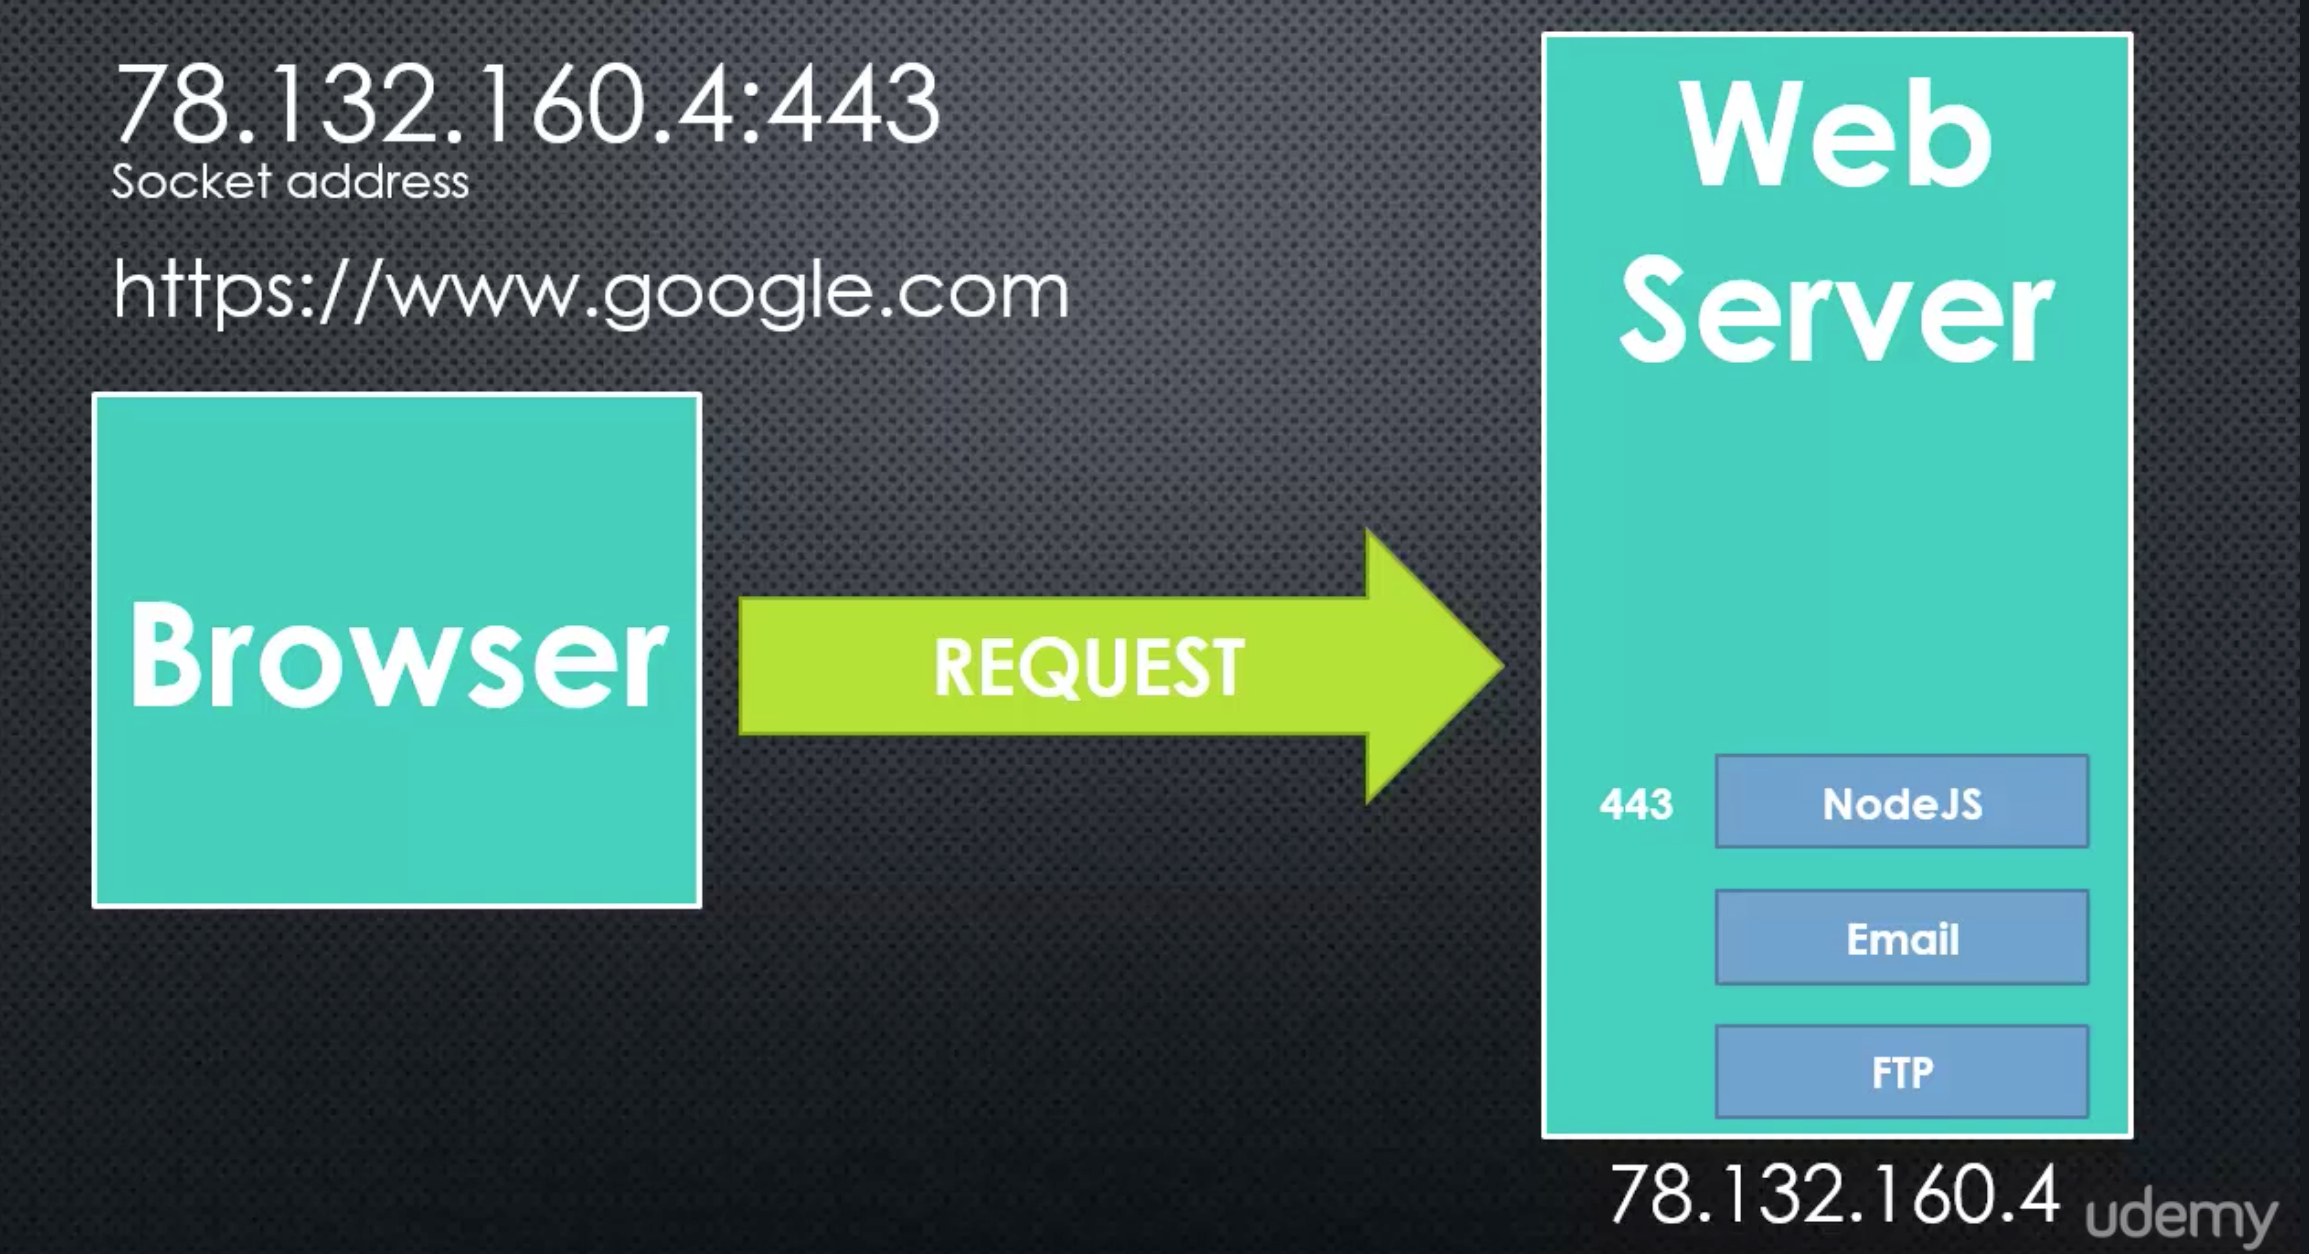 78.132.160.4:443
Socket address
https://www.google.com
Browser
REQUEST
Web
Server
443 NodeJS
Email
FTP
78.132.160.4
udemy